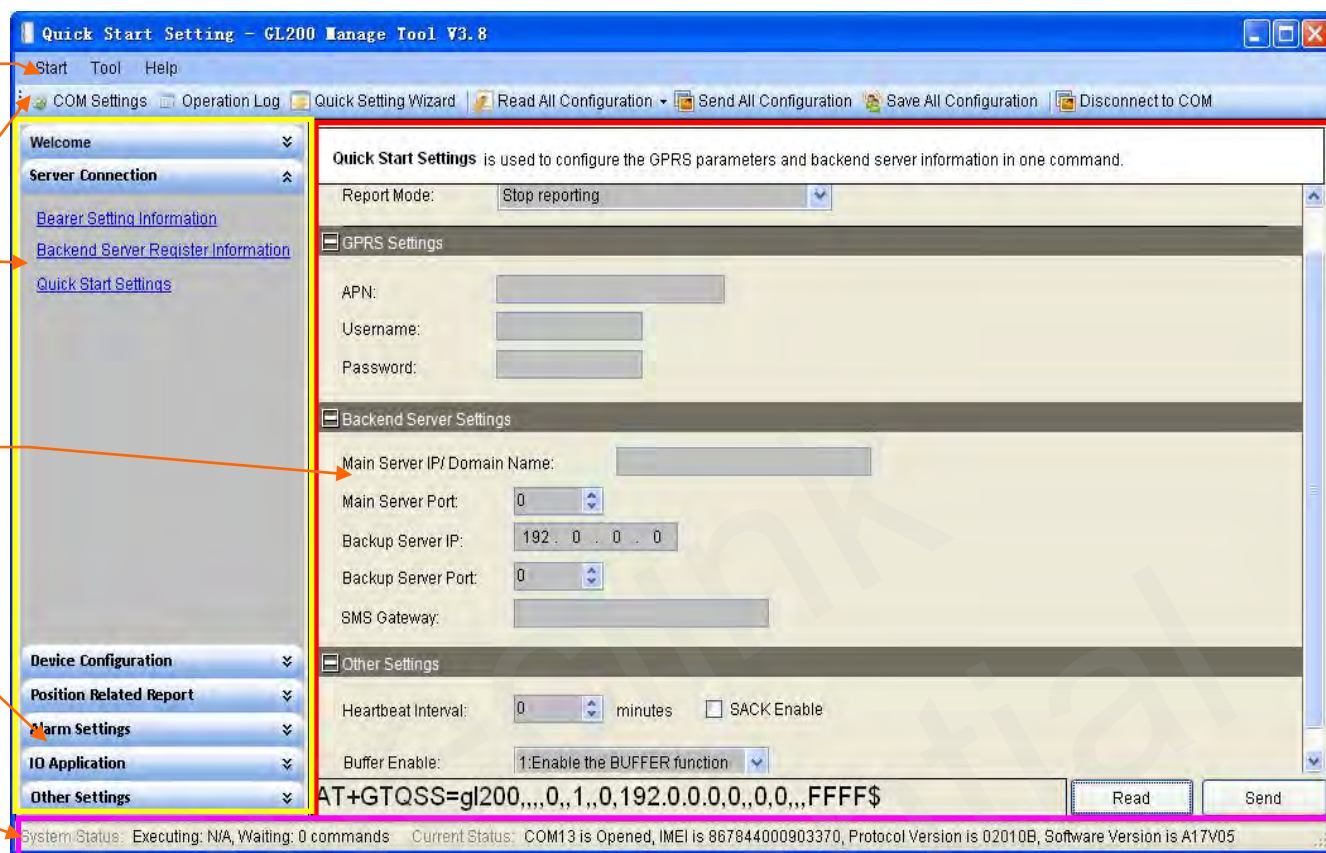 Quick Start Setting - GL200 Manage Tool V3.8
Start Tool Help
COM Settings Operation Log Quick Setting Wizard Read All Configuration Send All Configuration Save All Configuration Disconnect to COM
Welcome
Server Connection
Bearer Setting Information
Backend Server Register Information
Quick Start Settings
Device Configuration
Position Related Report
Alarm Settings
IO Application
Other Settings
Quick Start Settings is used to configure the GPRS parameters and backend server information in one command.
Report Mode: Stop reporting
GPRS Settings
APN:
Username:
Password:
Backend Server Settings
Main Server IP/ Domain Name:
Main Server Port: 0
Backup Server IP: 192 . 0 . 0 . 0
Backup Server Port: 0
SMS Gateway:
Other Settings
Heartbeat Interval: 0 minutes SACK Enable
Buffer Enable: 1:Enable the BUFFER function
AT+GTQSS=gl200,,,,0,,1,,0,192.0.0.0,0,,0,0,,,FFFF$
Read Send
System Status: Executing: N/A, Waiting: 0 commands Current Status: COM13 is Opened, IMEI is 867844000903370, Protocol Version is 02010B, Software Version is A17V05